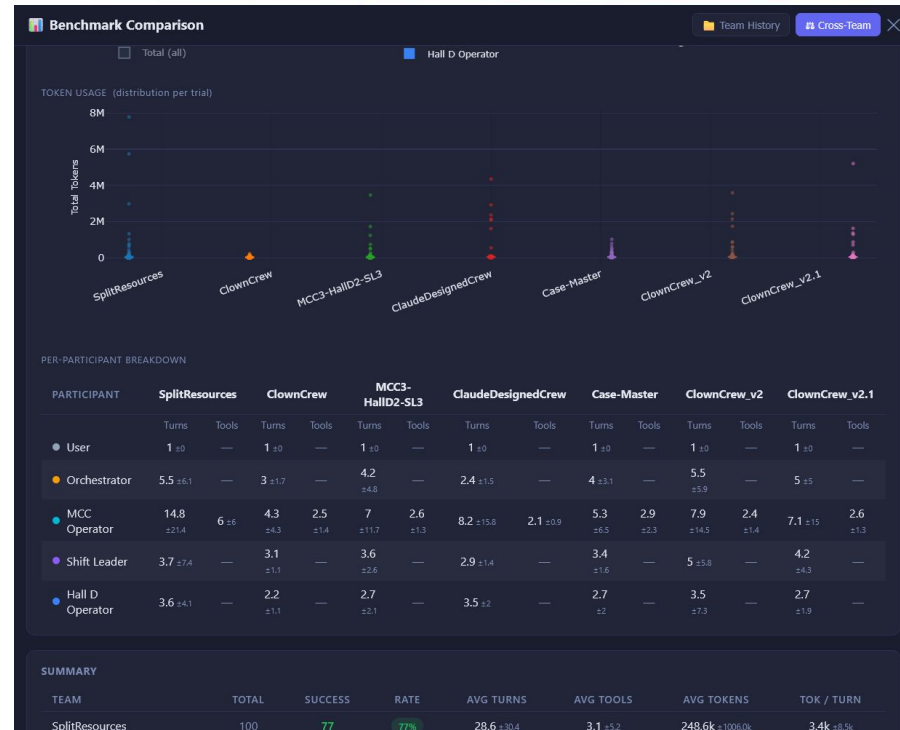 Benchmark Comparison
Team History
Cross-Team
Total (all)
Hall D Operator
TOKEN USAGE (distribution per trial)
8M
6M
4M
2M
0
Total Tokens
SplitResources
ClownCrew
MCC3-HallD2-SL3
ClaudeDesignedCrew
Case-Master
ClownCrew_v2
ClownCrew_v2.1
PER-PARTICIPANT BREAKDOWN
PARTICIPANT SplitResources ClownCrew MCC3-HallD2-SL3 ClaudeDesignedCrew Case-Master ClownCrew_v2 ClownCrew_v2.1
Turns Tools Turns Tools Turns Tools Turns Tools Turns Tools Turns Tools Turns Tools
User 1 ±0 — 1 ±0 — 1 ±0 — 1 ±0 — 1 ±0 — 1 ±0 — 1 ±0 —
Orchestrator 5.5 ±6.1 — 3 ±1.7 — 4.2 ±4.8 — 2.4 ±1.5 — 4 ±3.1 — 5.5 ±5.9 — 5 ±5 —
MCC Operator 14.8 ±21.4 6 ±6 4.3 ±4.3 2.5 ±1.4 7 ±11.7 2.6 ±1.3 8.2 ±15.8 2.1 ±0.9 5.3 ±6.5 2.9 ±2.3 7.9 ±14.5 2.4 ±1.4 7.1 ±15 2.6 ±1.3
Shift Leader 3.7 ±7.4 — 3.1 ±1.1 — 3.6 ±2.6 — 2.9 ±1.4 — 3.4 ±1.6 — 5 ±5.8 — 4.2 ±4.3 —
Hall D Operator 3.6 ±4.1 — 2.2 ±1.1 — 2.7 ±2.1 — 3.5 ±2 — 2.7 ±2 — 3.5 ±7.3 — 2.7 ±1.9 —
SUMMARY
TEAM TOTAL SUCCESS RATE AVG TURNS AVG TOOLS AVG TOKENS TOK / TURN
SplitResources 100 77 77% 28.6 ±30.4 3.1 ±5.2 248.6k ±1006.0k 3.4k ±8.5k